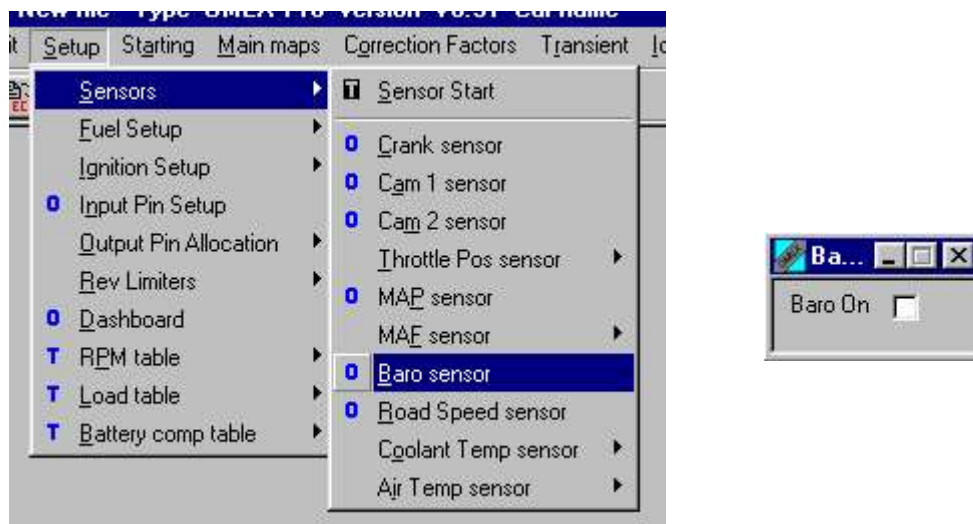 Setup Starting Main maps Correction Factors Transient
Sensors
Fuel Setup
Ignition Setup
O Input Pin Setup
Output Pin Allocation
Rev Limiters
O Dashboard
T RPM table
T Load table
T Battery comp table
T Sensor Start
O Crank sensor
O Cam 1 sensor
O Cam 2 sensor
Throttle Pos sensor
O MAP sensor
MAF sensor
O Baro sensor
O Road Speed sensor
Coolant Temp sensor
Air Temp sensor
Ba...
Baro On